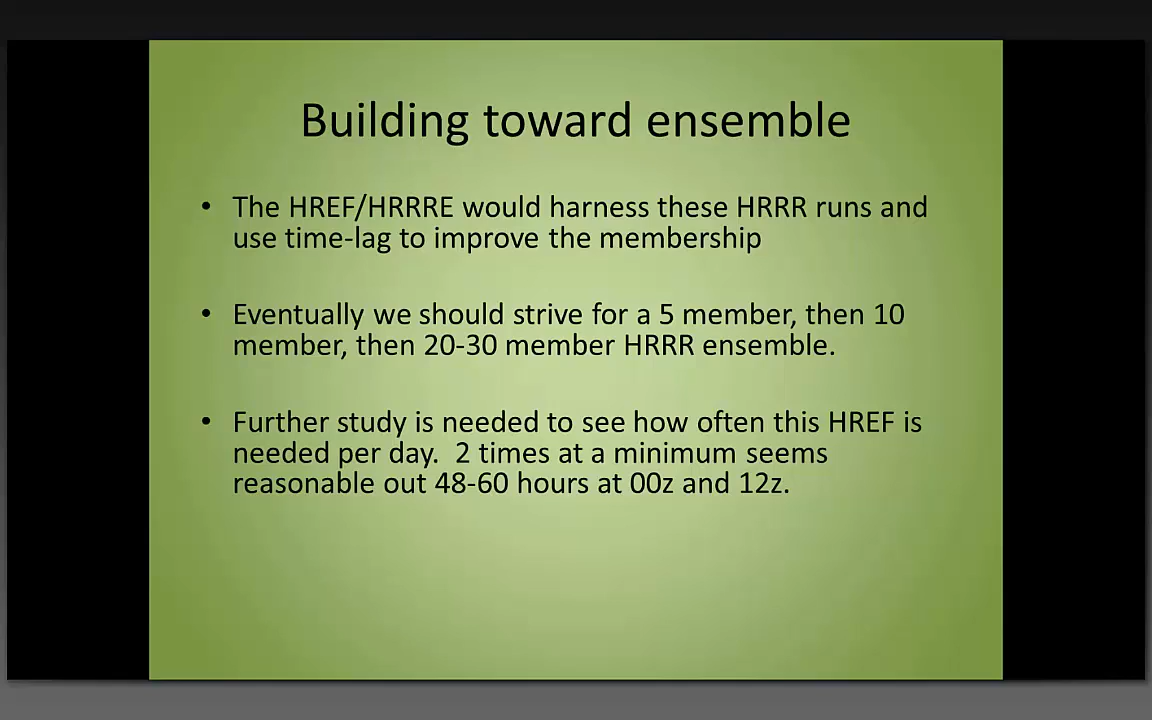 Building toward ensemble
• The HREF/HRRRE would harness these HRRR runs and
use time-lag to improve the membership
• Eventually we should strive for a 5 member, then 10
member, then 20-30 member HRRR ensemble.
• Further study is needed to see how often this HREF is
needed per day.  2 times at a minimum seems
reasonable out 48-60 hours at 00z and 12z.